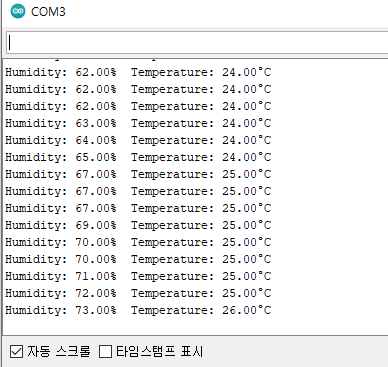 COM3
Humidity: 62.00%  Temperature: 24.00°C
Humidity: 62.00%  Temperature: 24.00°C
Humidity: 62.00%  Temperature: 24.00°C
Humidity: 63.00%  Temperature: 24.00°C
Humidity: 64.00%  Temperature: 24.00°C
Humidity: 65.00%  Temperature: 24.00°C
Humidity: 67.00%  Temperature: 25.00°C
Humidity: 67.00%  Temperature: 25.00°C
Humidity: 67.00%  Temperature: 25.00°C
Humidity: 69.00%  Temperature: 25.00°C
Humidity: 70.00%  Temperature: 25.00°C
Humidity: 70.00%  Temperature: 25.00°C
Humidity: 71.00%  Temperature: 25.00°C
Humidity: 72.00%  Temperature: 25.00°C
Humidity: 73.00%  Temperature: 26.00°C
자동 스크롤 타임스탬프 표시